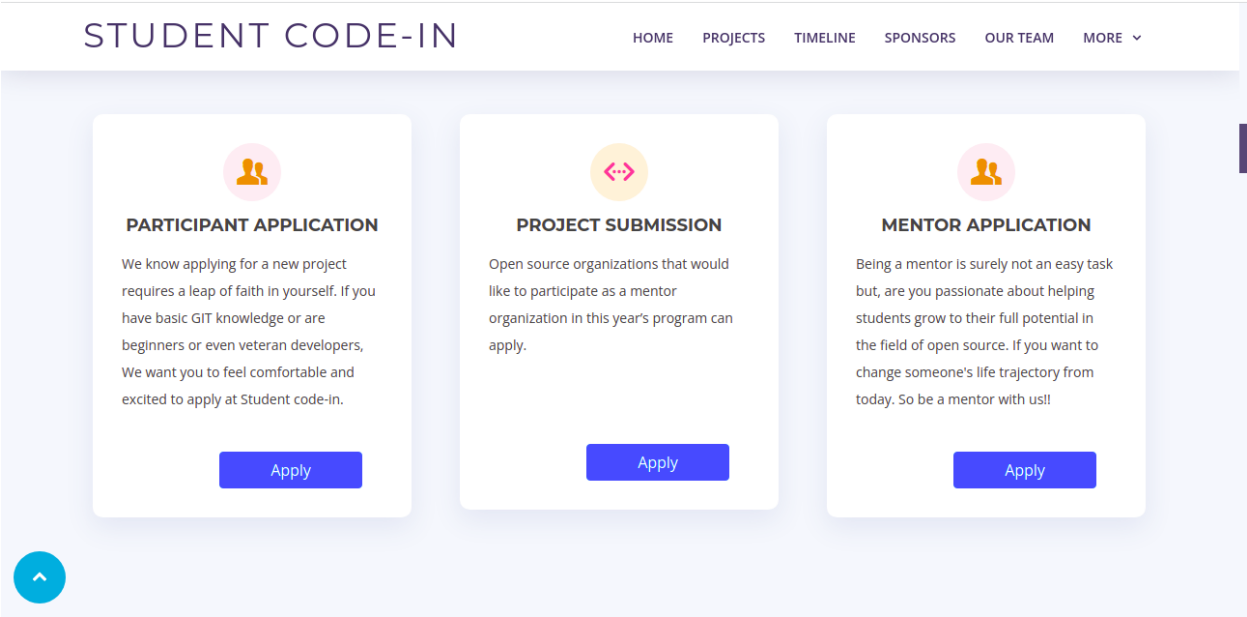 STUDENT CODE-IN
HOME PROJECTS TIMELINE SPONSORS OUR TEAM MORE
PARTICIPANT APPLICATION
We know applying for a new project
requires a leap of faith in yourself. If you
have basic GIT knowledge or are
beginners or even veteran developers,
We want you to feel comfortable and
excited to apply at Student code-in.
Apply
PROJECT SUBMISSION
Open source organizations that would
like to participate as a mentor
organization in this year's program can
apply.
Apply
MENTOR APPLICATION
Being a mentor is surely not an easy task
but, are you passionate about helping
students grow to their full potential in
the field of open source. If you want to
change someone's life trajectory from
today. So be a mentor with us!!
Apply